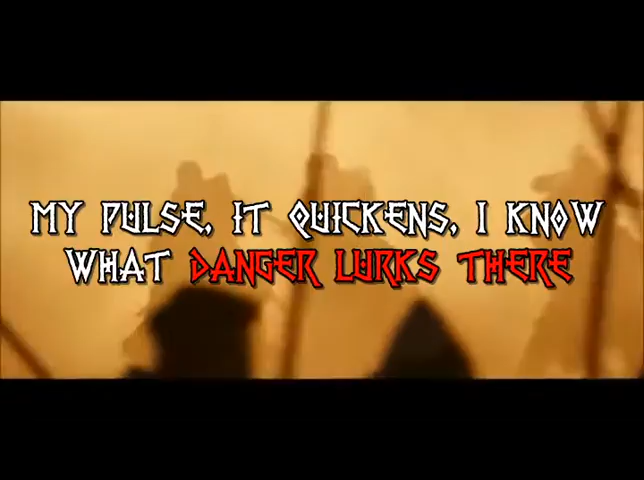 MY PULSE, IT QUICKENS, I KNOW
WHAT DANGER LURKS THERE